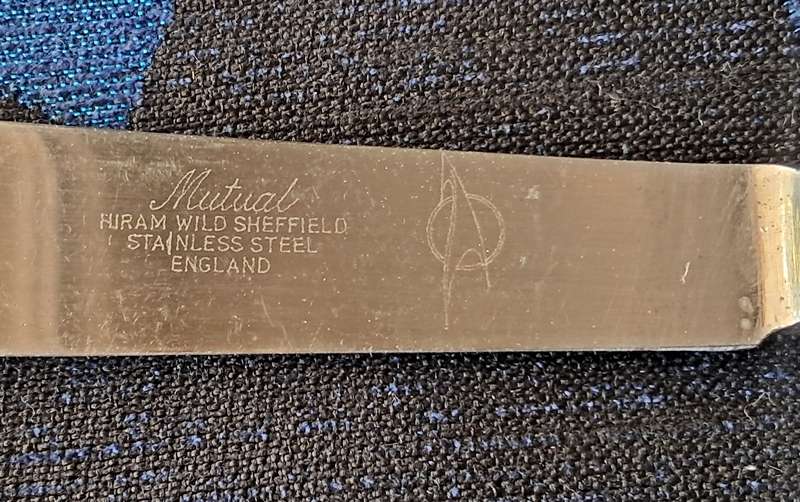 Mutual
HIRAM WILD SHEFFIELD
STAINLESS STEEL
ENGLAND